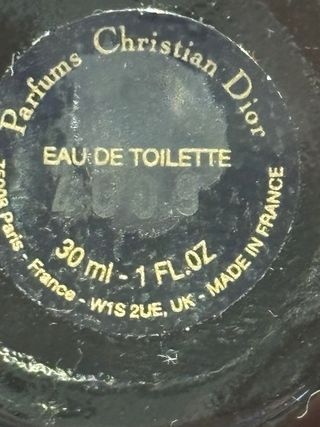 Parfums Christian Dior
EAU DE TOILETTE
30 ml - 1 FL.OZ
75008 Paris - France - W1S 2UE, UK - MADE IN FRANCE